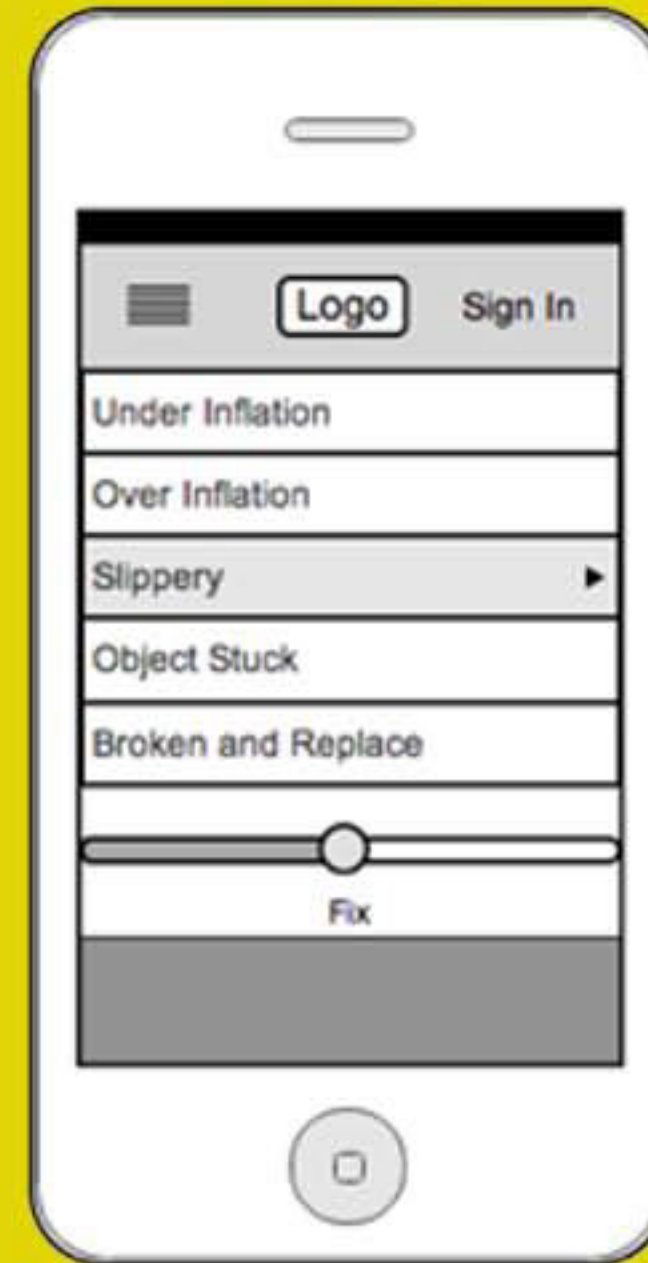 Logo Sign In
Under Inflation
Over Inflation
Slippery
Object Stuck
Broken and Replace
Fix